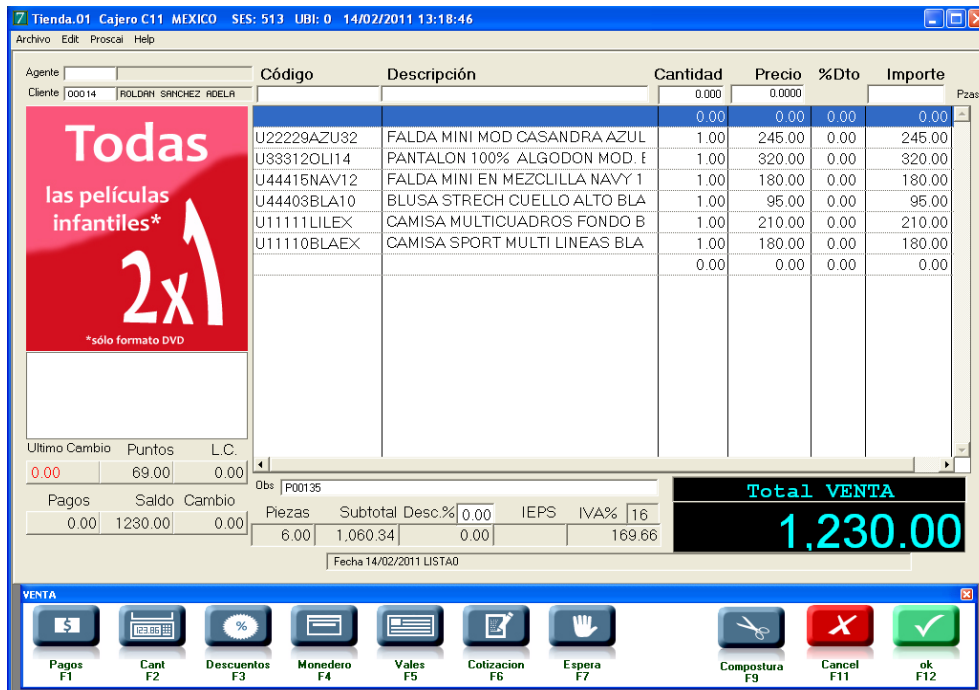 Tienda.01 Cajero C11 MEXICO SES: 513 UBI: 0 14/02/2011 13:18:46
Archivo Edit Proscai Help
Agente
Cliente 00014 ROLDAN SANCHEZ ADELA
Código Descripción Cantidad Precio %Dto Importe
0.000 0.0000 Pzas
0.00 0.00 0.00 0.00
U22229AZU32 FALDA MINI MOD CASANDRA AZUL 1.00 245.00 0.00 245.00
U33312OLI14 PANTALON 100% ALGODON MOD. 1.00 320.00 0.00 320.00
U44415NAV12 FALDA MINI EN MEZCLILLA NAVY 1 1.00 180.00 0.00 180.00
U44403BLA10 BLUSA STRECH CUELLO ALTO BLA 1.00 95.00 0.00 95.00
U11111LILEX CAMISA MULTICUADROS FONDO B 1.00 210.00 0.00 210.00
U11110BLAEX CAMISA SPORT MULTI LINEAS BLA 1.00 180.00 0.00 180.00
0.00 0.00 0.00 0.00
Todas
las películas
infantiles*
2x1
*sólo formato DVD
Ultimo Cambio Puntos L.C.
0.00 69.00 0.00
Pagos Saldo Cambio
0.00 1230.00 0.00
Obs P00135
Piezas Subtotal Desc.% 0.00 IEPS IVA% 16
6.00 1,060.34 0.00 169.66
Total VENTA
1,230.00
Fecha 14/02/2011 LISTA0
VENTA
123.86
Pagos Cant Descuentos Monedero Vales Cotizacion Espera Compostura Cancel ok
F1 F2 F3 F4 F5 F6 F7 F9 F11 F12